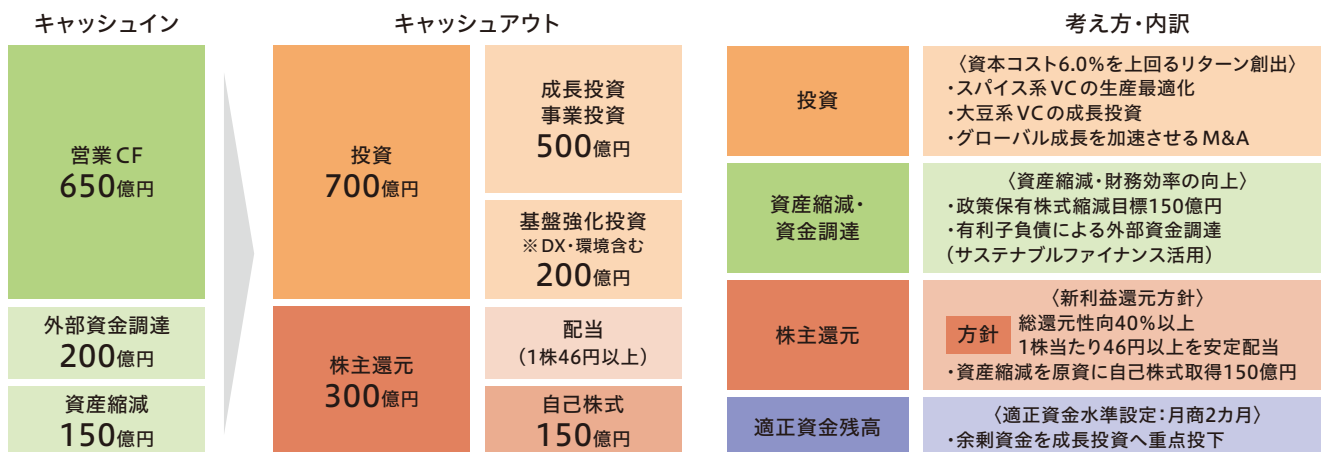 キャッシュイン
営業CF
650億円
外部資金調達
200億円
資産縮減
150億円
キャッシュアウト
投資
700億円
成長投資
事業投資
500億円
基盤強化投資
※DX・環境含む
200億円
株主還元
300億円
配当
(1株46円以上)
自己株式
150億円
考え方・内訳
投資
〈資本コスト6.0%を上回るリターン創出〉
・スパイス系VCの生産最適化
・大豆系VCの成長投資
・グローバル成長を加速させるM&A
資産縮減・
資金調達
〈資産縮減・財務効率の向上〉
・政策保有株式縮減目標150億円
・有利子負債による外部資金調達
(サステナブルファイナンス活用)
株主還元
〈新利益還元方針〉
方針
総還元性向40%以上
1株当たり46円以上を安定配当
・資産縮減を原資に自己株式取得150億円
適正資金残高
〈適正資金水準設定:月商2カ月〉
・余剰資金を成長投資へ重点投下